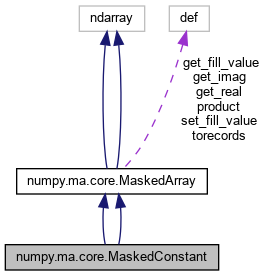 ndarray
def
get_fill_value
get_imag
get_real
product
set_fill_value
torecords
numpy.ma.core.MaskedArray
numpy.ma.core.MaskedConstant